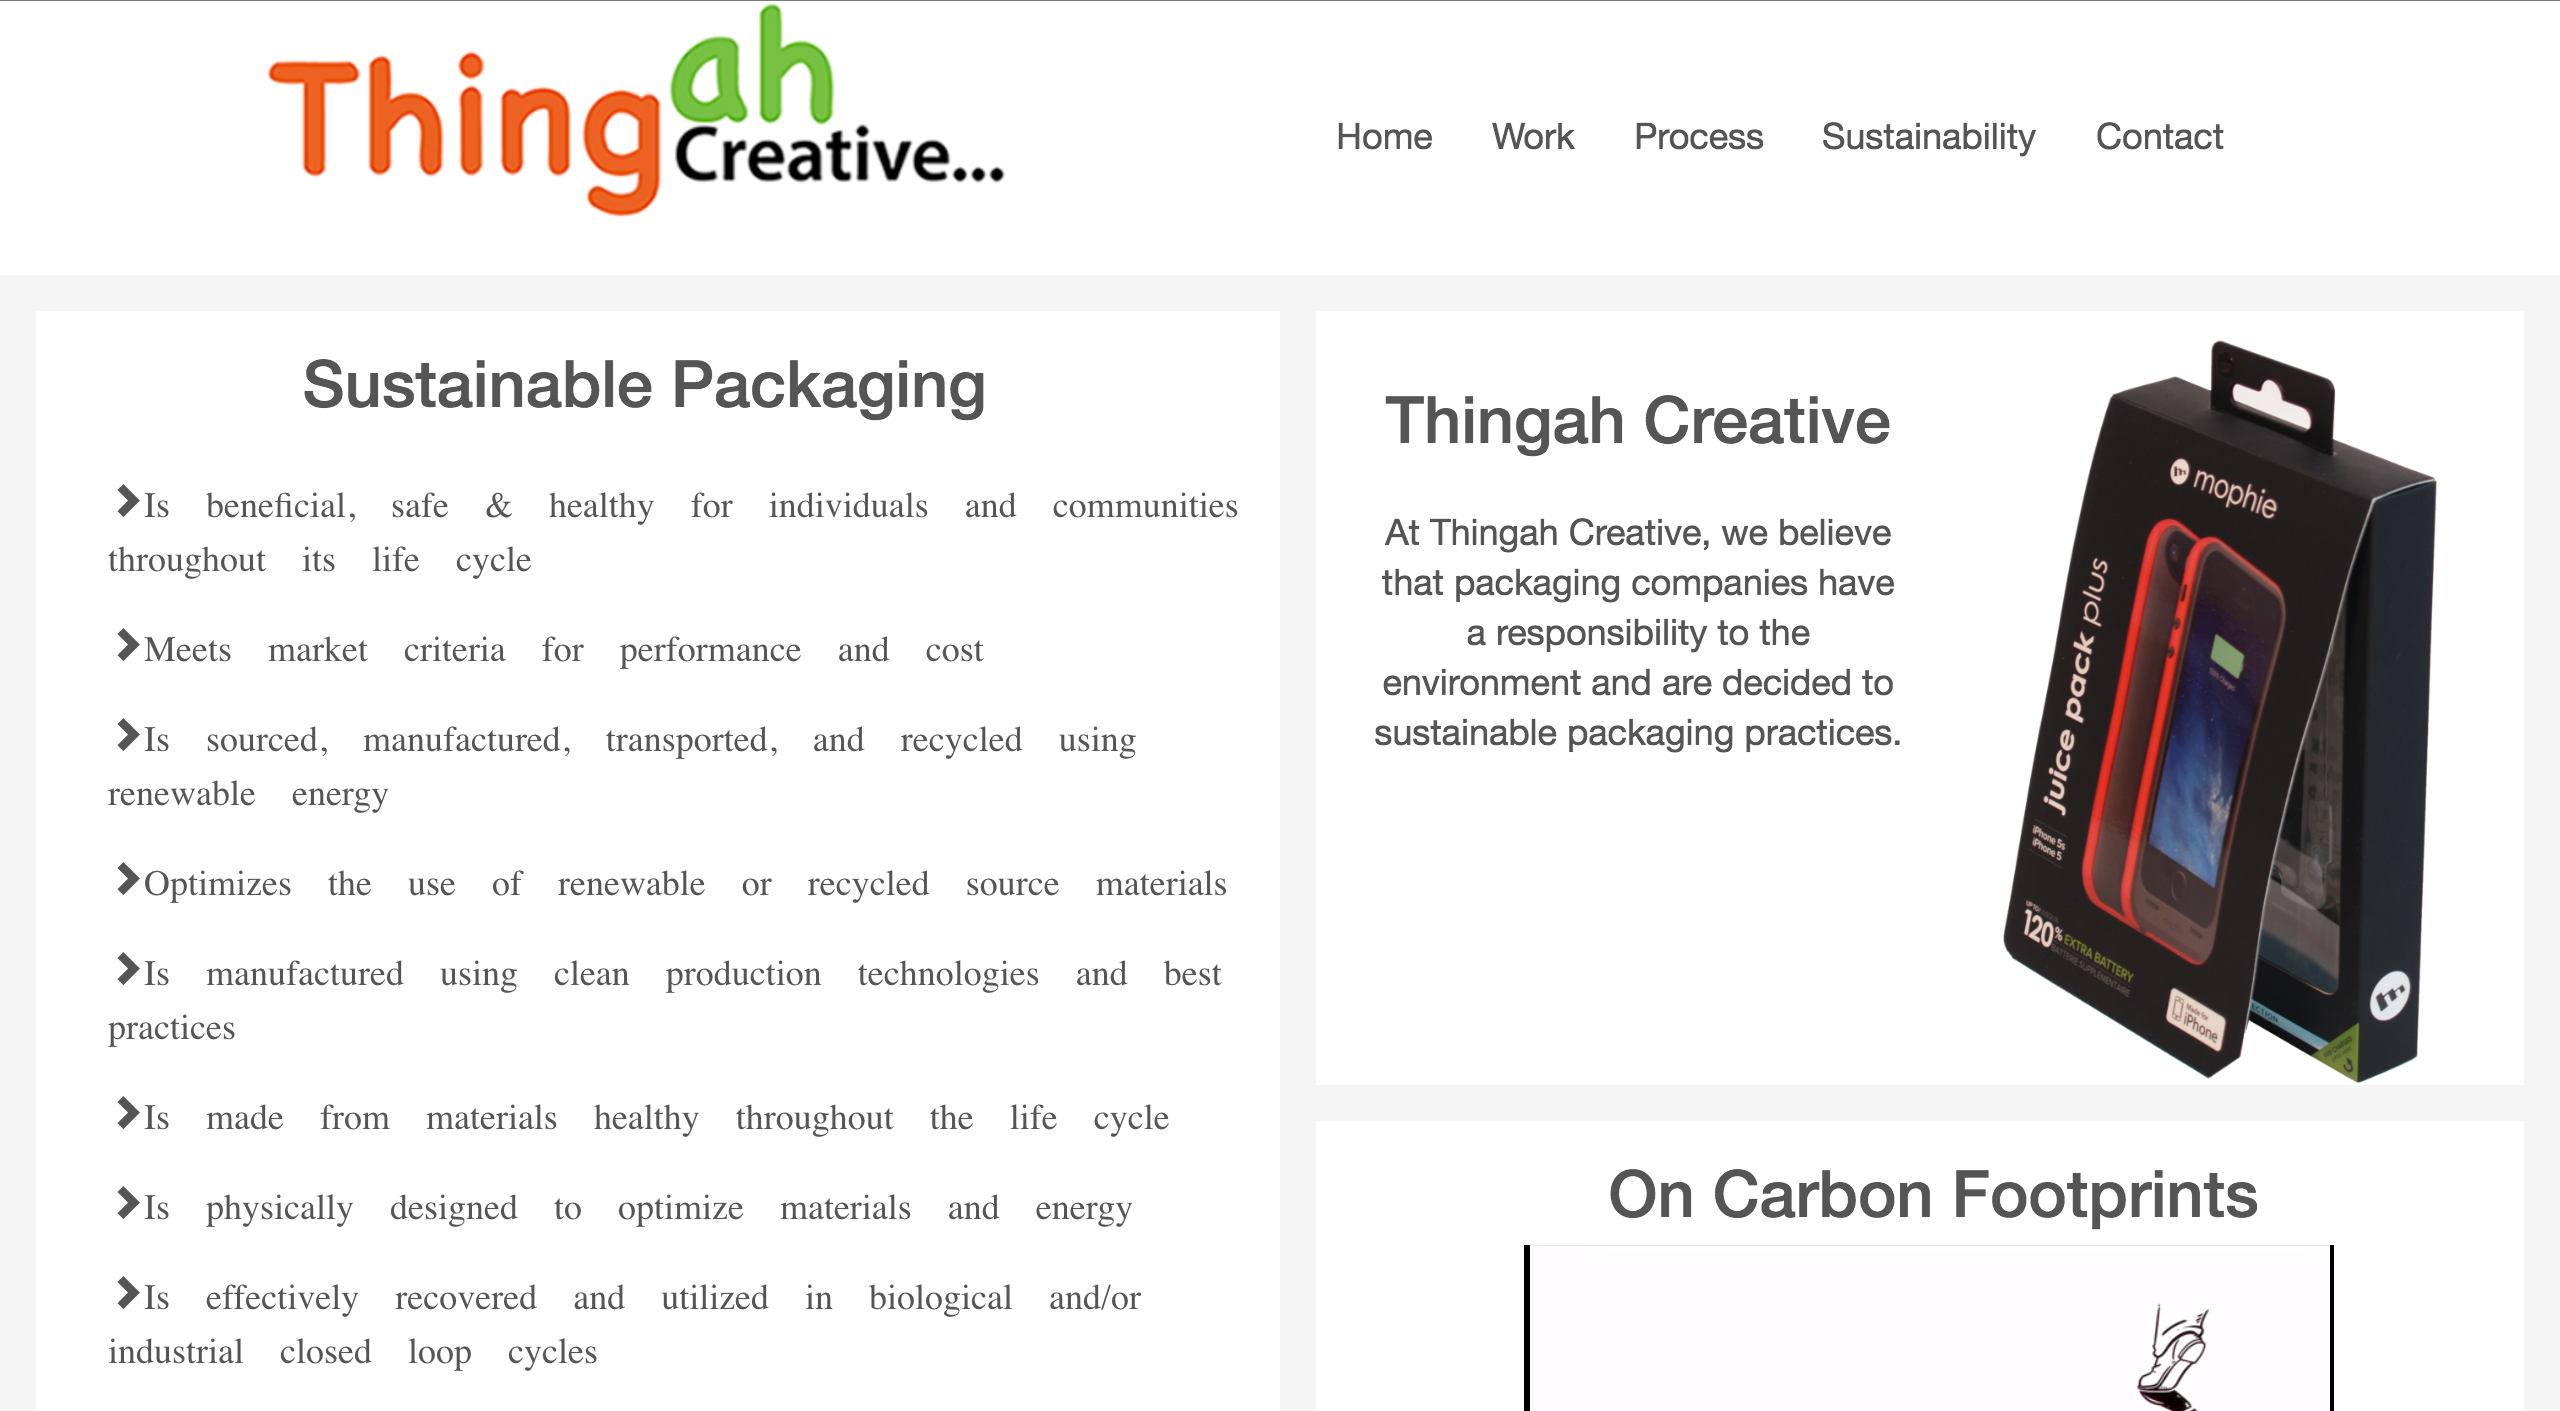 Thingah
Creative...
Home Work Process Sustainability Contact
Sustainable Packaging
Is beneficial, safe & healthy for individuals and communities
throughout its life cycle
Meets market criteria for performance and cost
Is sourced, manufactured, transported, and recycled using
renewable energy
Optimizes the use of renewable or recycled source materials
Is manufactured using clean production technologies and best
practices
Is made from materials healthy throughout the life cycle
Is physically designed to optimize materials and energy
Is effectively recovered and utilized in biological and/or
industrial closed loop cycles
Thingah Creative
At Thingah Creative, we believe
that packaging companies have
a responsibility to the
environment and are decided to
sustainable packaging practices.
mophie
juice pack plus
iPhone 5s
iPhone 5
120% EXTRA BATTERY
BATTERIE SUPPLÉMENTAIRE
Made for
iPhone
On Carbon Footprints